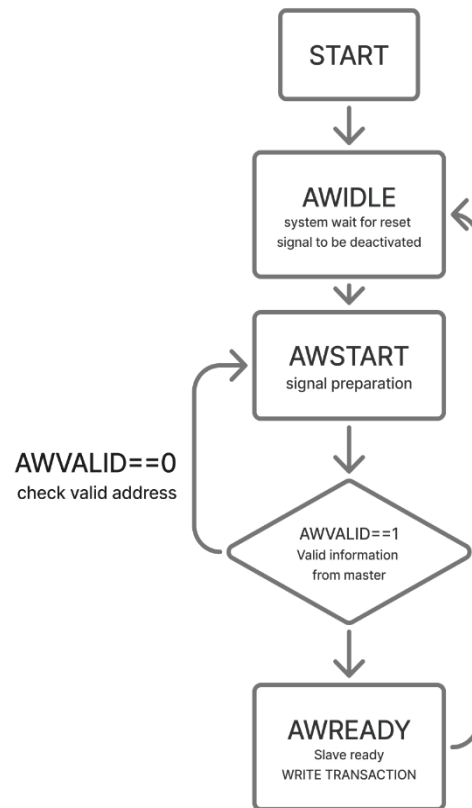 START
AWIDLE
system wait for reset
signal to be deactivated
AWSTART
signal preparation
AWVALID==0
check valid address
AWVALID==1
Valid information
from master
AWREADY
Slave ready
WRITE TRANSACTION